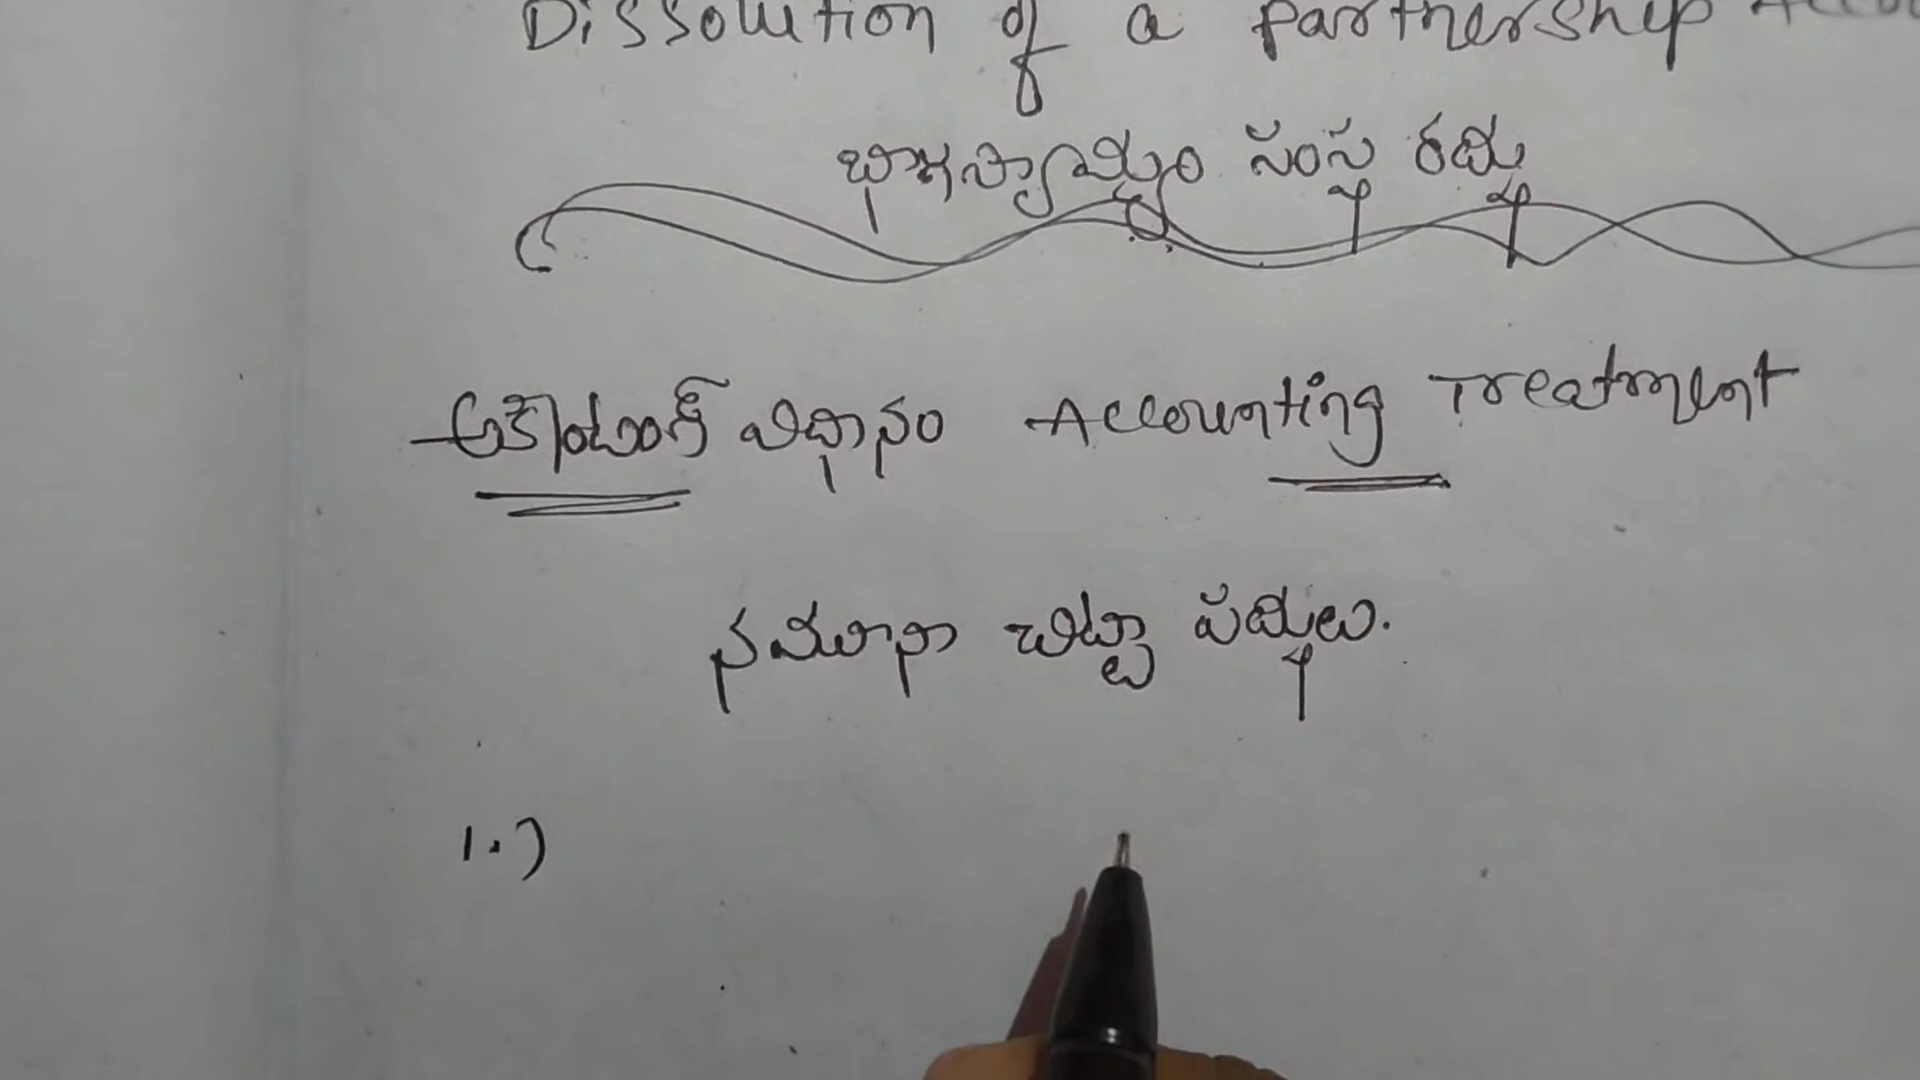 Dissolution of a partnership
భాగస్వామ్యం సంస్థ రద్దు
అకౌంటింగ్ విధానం Accounting Treatment
నమూనా చిట్టా పద్దులు.
1.)